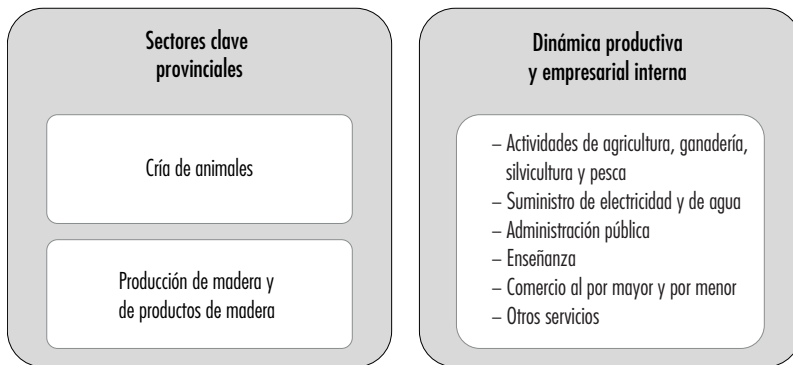 Sectores clave
provinciales
Cría de animales
Producción de madera y
de productos de madera
Dinámica productiva
y empresarial interna
– Actividades de agricultura, ganadería,
silvicultura y pesca
– Suministro de electricidad y de agua
– Administración pública
– Enseñanza
– Comercio al por mayor y por menor
– Otros servicios